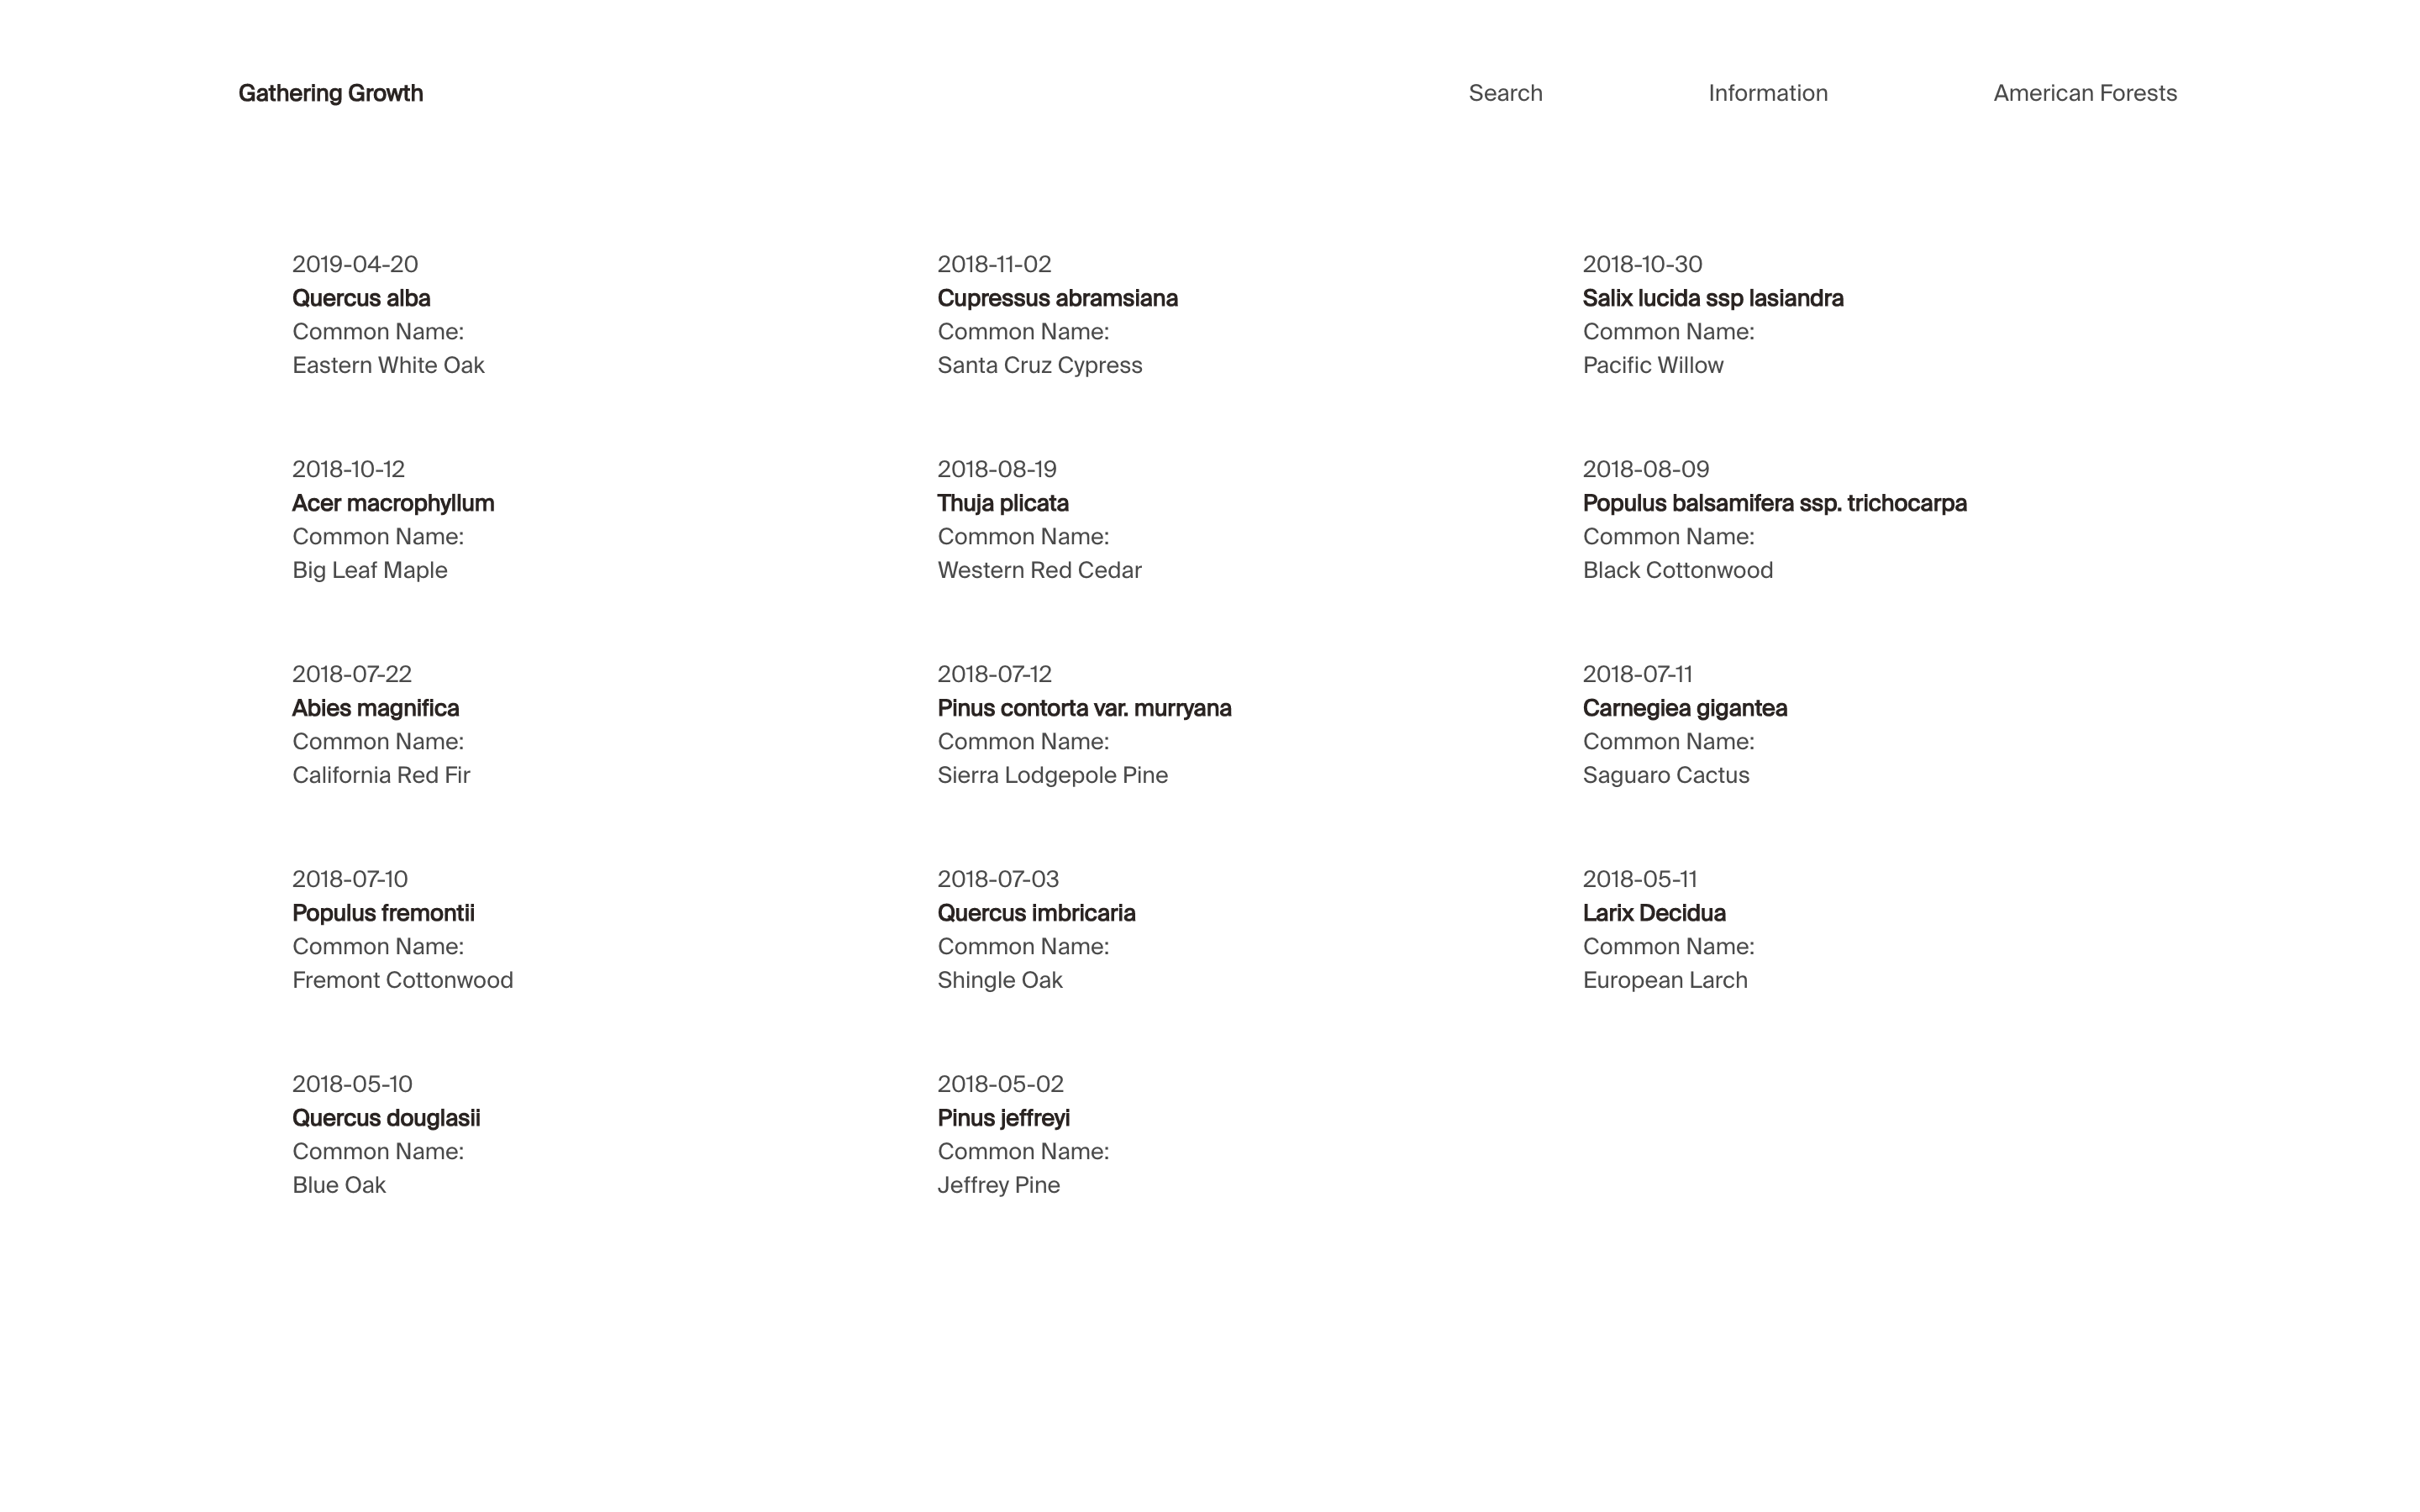 Gathering Growth
Search
Information
American Forests
2019-04-20
Quercus alba
Common Name:
Eastern White Oak
2018-11-02
Cupressus abramsiana
Common Name:
Santa Cruz Cypress
2018-10-30
Salix lucida ssp lasiandra
Common Name:
Pacific Willow
2018-10-12
Acer macrophyllum
Common Name:
Big Leaf Maple
2018-08-19
Thuja plicata
Common Name:
Western Red Cedar
2018-08-09
Populus balsamifera ssp. trichocarpa
Common Name:
Black Cottonwood
2018-07-22
Abies magnifica
Common Name:
California Red Fir
2018-07-12
Pinus contorta var. murryana
Common Name:
Sierra Lodgepole Pine
2018-07-11
Carnegiea gigantea
Common Name:
Saguaro Cactus
2018-07-10
Populus fremontii
Common Name:
Fremont Cottonwood
2018-07-03
Quercus imbricaria
Common Name:
Shingle Oak
2018-05-11
Larix Decidua
Common Name:
European Larch
2018-05-10
Quercus douglasii
Common Name:
Blue Oak
2018-05-02
Pinus jeffreyi
Common Name:
Jeffrey Pine